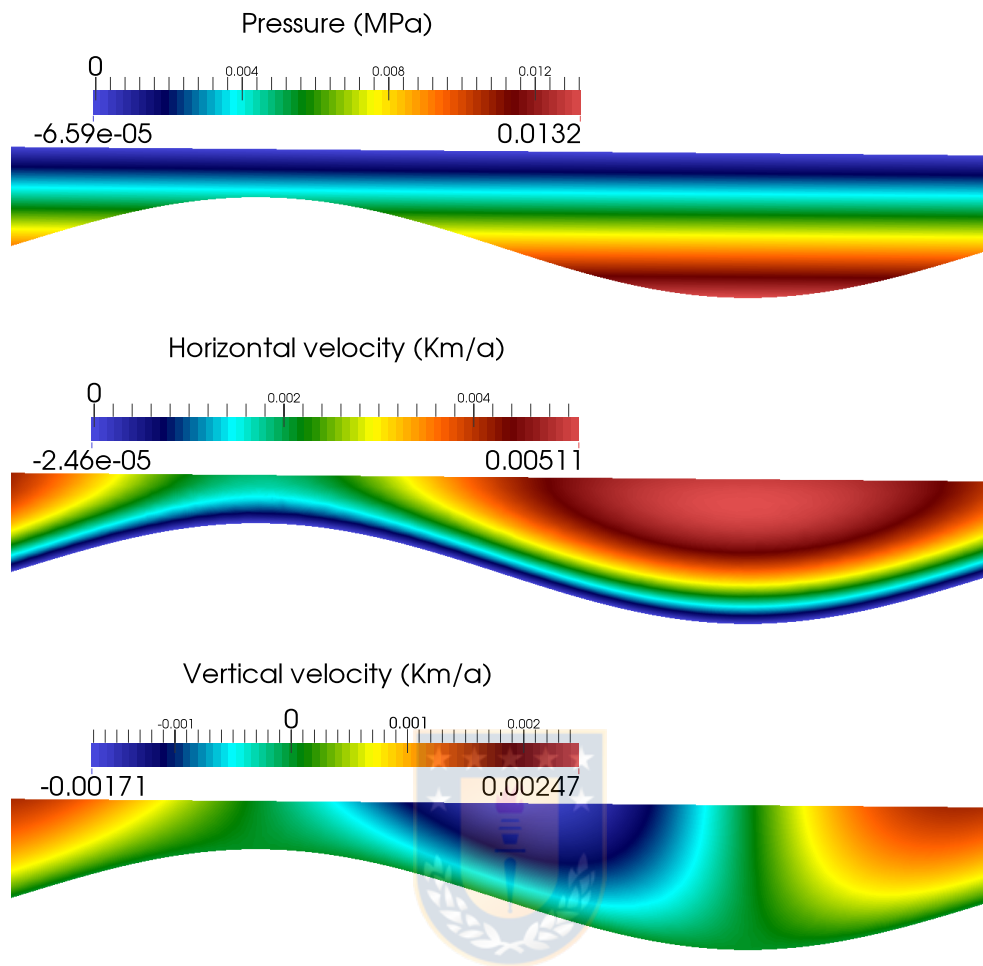 Pressure (MPa)
0 0.004 0.008 0.012
-6.59e-05 0.0132
Horizontal velocity (Km/a)
0 0.002 0.004
-2.46e-05 0.00511
Vertical velocity (Km/a)
-0.001 0 0.001 0.002
-0.00171 0.00247